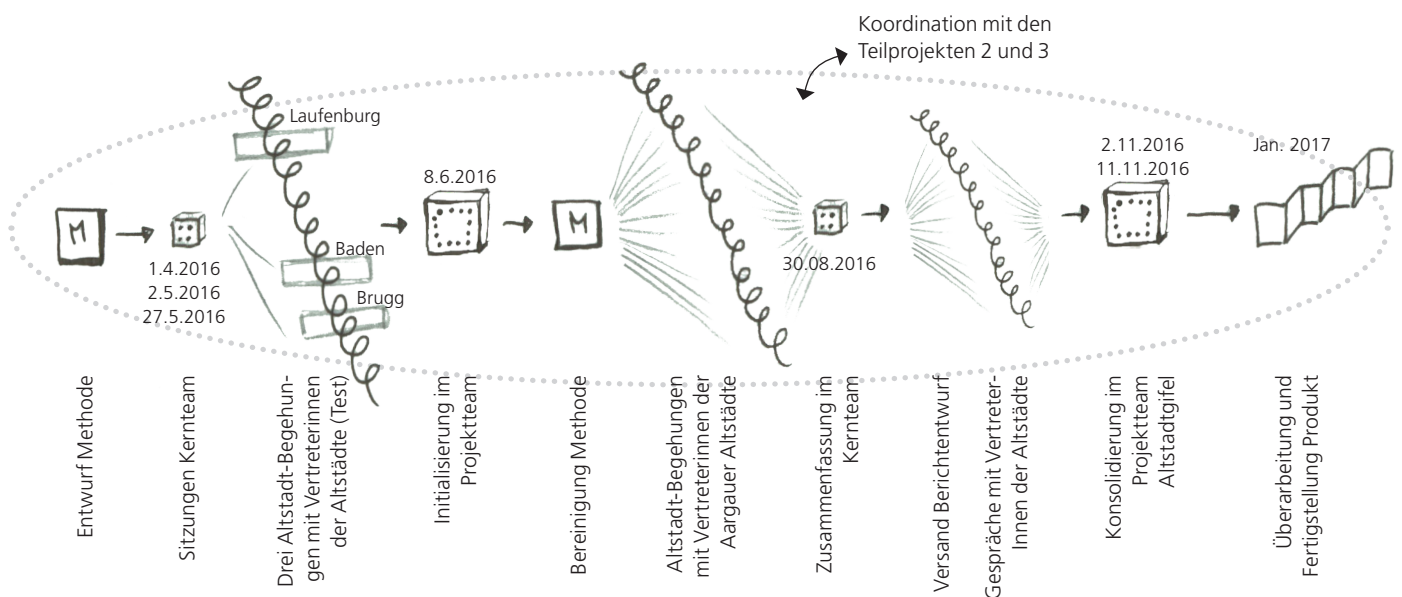 Koordination mit den
Teilprojekten 2 und 3
Laufenburg
Baden
Brugg
M
1.4.2016
2.5.2016
27.5.2016
8.6.2016
M
30.08.2016
2.11.2016
11.11.2016
Jan. 2017
Entwurf Methode
Sitzungen Kernteam
Drei Altstadt-Begehun-
gen mit Vertreterinnen
der Altstädte (Test)
Initialisierung im
Projektteam
Bereinigung Methode
Altstadt-Begehungen
mit Vertreterinnen der
Aargauer Altstädte
Zusammenfassung im
Kernteam
Versand Berichtentwurf
Gespräche mit Vertreter-
Innen der Altstädte
Konsolidierung im
Projektteam
Altstadtgifel
Überarbeitung und
Fertigstellung Produkt